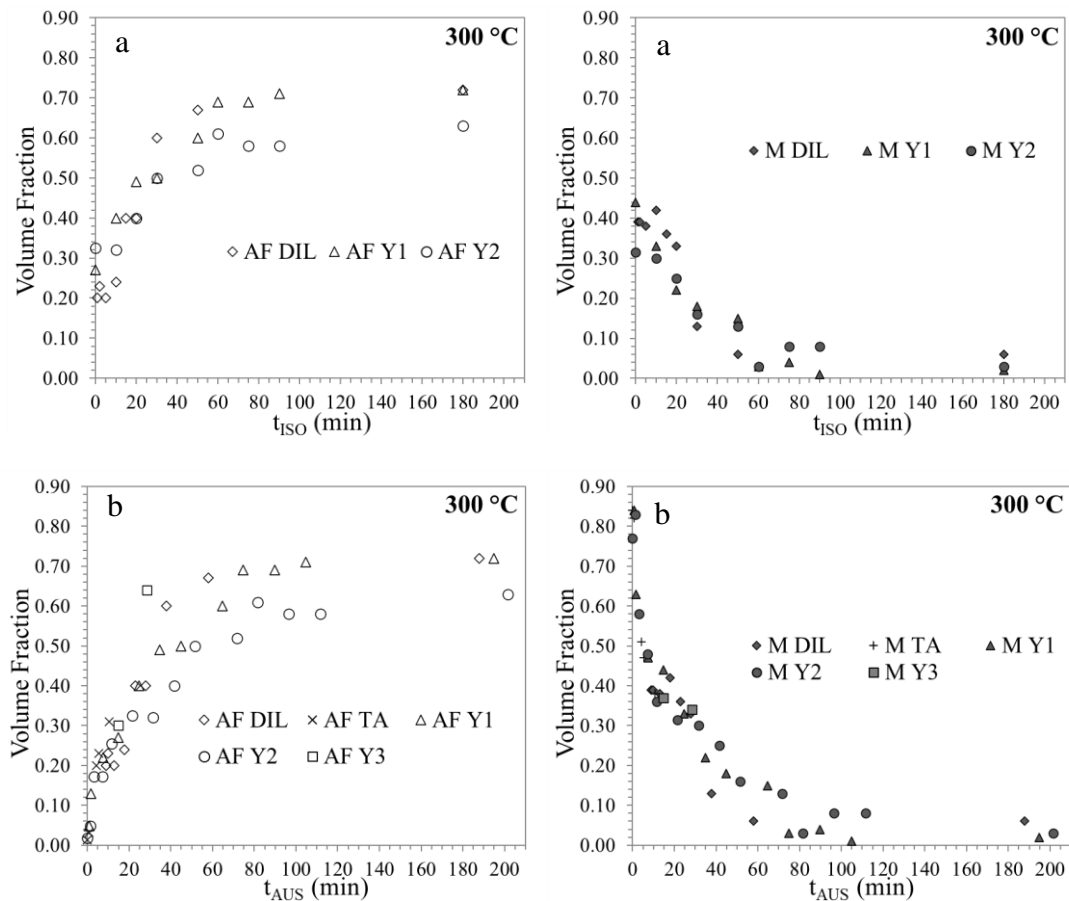 a
300 °C
0.90
0.80
0.70
0.60
0.50
0.40
0.30
0.20
0.10
0.00
Volume Fraction
AF DIL AF Y1 AF Y2
0 20 40 60 80 100 120 140 160 180 200
tISO (min)
a
300 °C
0.90
0.80
0.70
0.60
0.50
0.40
0.30
0.20
0.10
0.00
Volume Fraction
M DIL M Y1 M Y2
0 20 40 60 80 100 120 140 160 180 200
tISO (min)
b
300 °C
0.90
0.80
0.70
0.60
0.50
0.40
0.30
0.20
0.10
0.00
Volume Fraction
AF DIL AF TA AF Y1
AF Y2 AF Y3
0 20 40 60 80 100 120 140 160 180 200
tAUS (min)
b
300 °C
0.90
0.80
0.70
0.60
0.50
0.40
0.30
0.20
0.10
0.00
Volume Fraction
M DIL M TA M Y1
M Y2 M Y3
0 20 40 60 80 100 120 140 160 180 200
tAUS (min)